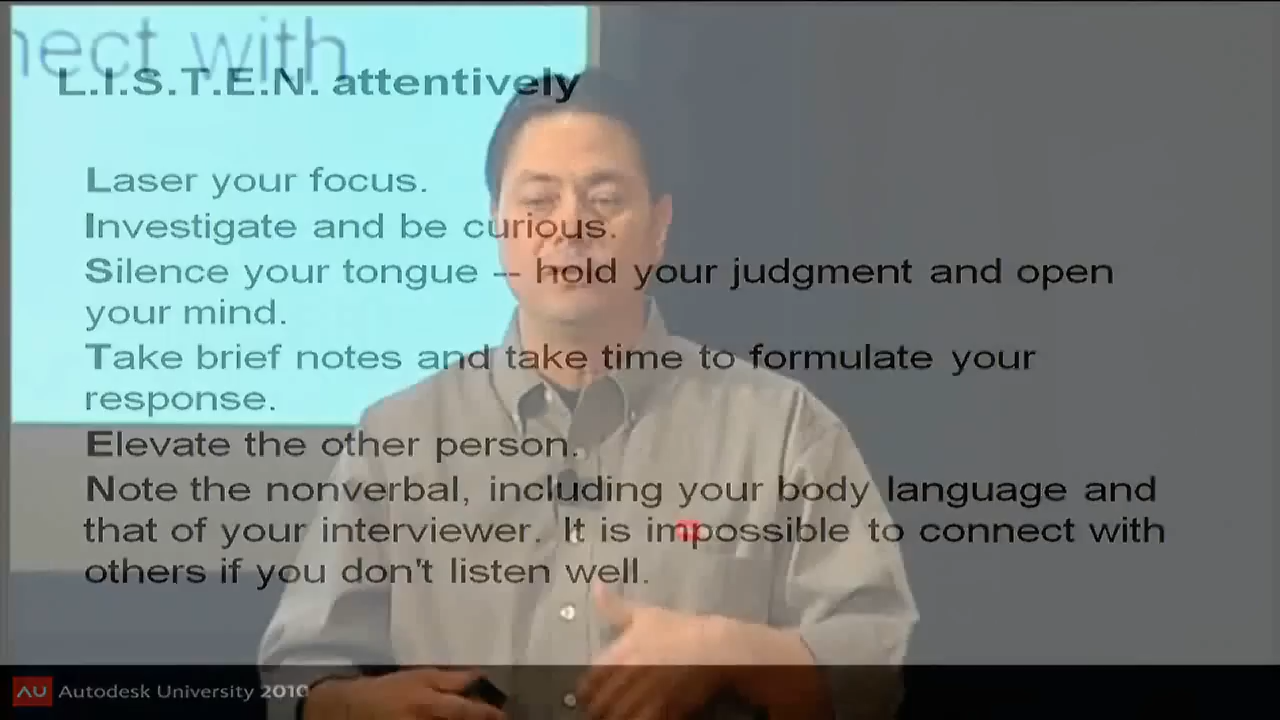 nect with
L.I.S.T.E.N. attentively
Laser your focus.
Investigate and be curious.
Silence your tongue -- hold your judgment and open
your mind.
Take brief notes and take time to formulate your
response.
Elevate the other person.
Note the nonverbal, including your body language and
that of your interviewer. It is impossible to connect with
others if you don't listen well.
AU Autodesk University 2010